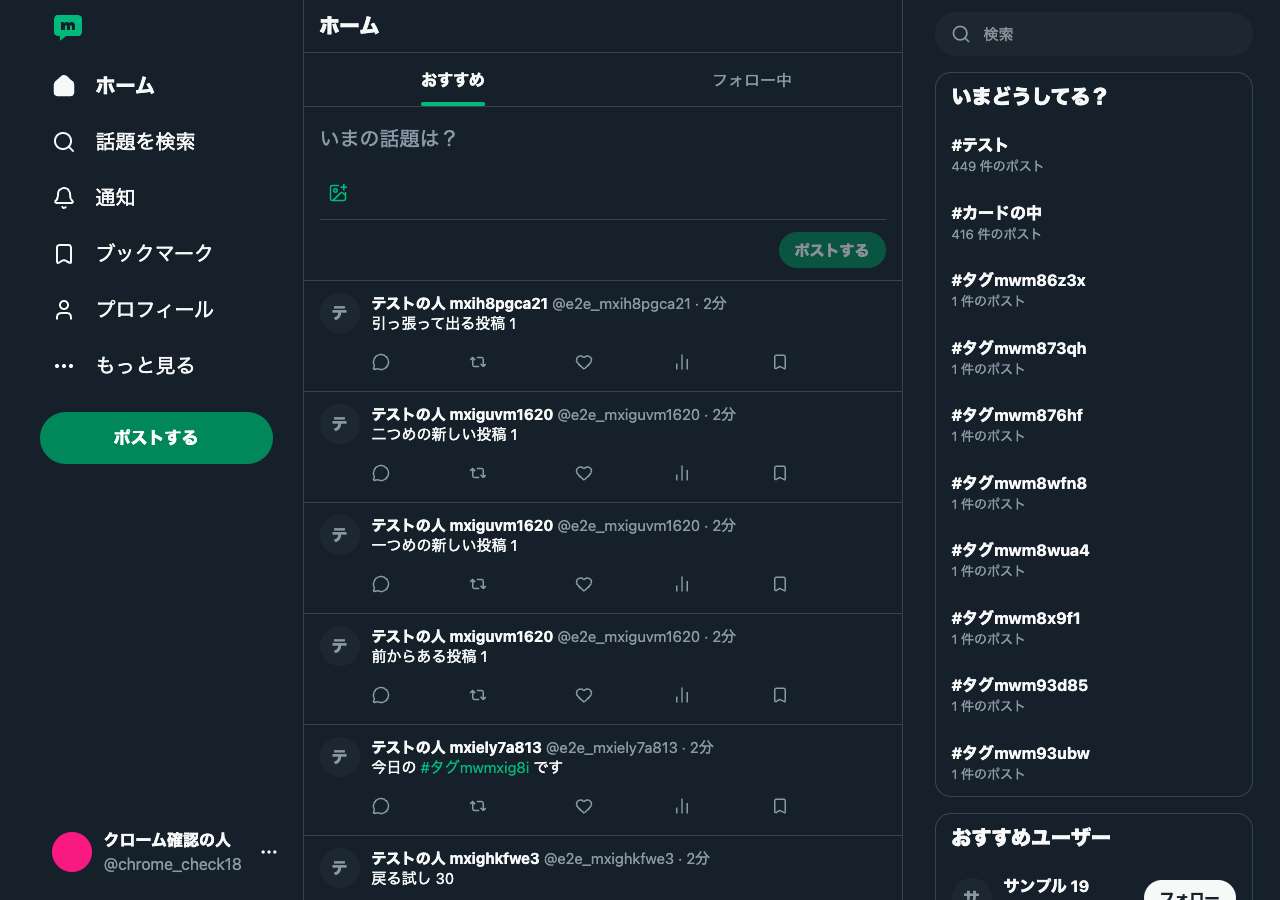 m
ホーム
話題を検索
通知
ブックマーク
プロフィール
もっと見る
ポストする
クローム確認の人
@chrome_check18
ホーム
おすすめ
フォロー中
いまの話題は？
ポストする
テ
テストの人 mxih8pgca21 @e2e_mxih8pgca21 · 2分
引っ張って出る投稿 1
テ
テストの人 mxiguvm1620 @e2e_mxiguvm1620 · 2分
二つめの新しい投稿 1
テ
テストの人 mxiguvm1620 @e2e_mxiguvm1620 · 2分
一つめの新しい投稿 1
テ
テストの人 mxiguvm1620 @e2e_mxiguvm1620 · 2分
前からある投稿 1
テ
テストの人 mxiely7a813 @e2e_mxiely7a813 · 2分
今日の #タグmwmxig8i です
テ
テストの人 mxighkfwe3 @e2e_mxighkfwe3 · 2分
戻る試し 30
検索
いまどうしてる？
#テスト
449 件のポスト
#カードの中
416 件のポスト
#タグmwm86z3x
1 件のポスト
#タグmwm873qh
1 件のポスト
#タグmwm876hf
1 件のポスト
#タグmwm8wfn8
1 件のポスト
#タグmwm8wua4
1 件のポスト
#タグmwm8x9f1
1 件のポスト
#タグmwm93d85
1 件のポスト
#タグmwm93ubw
1 件のポスト
おすすめユーザー
サンプル 19
フォロー